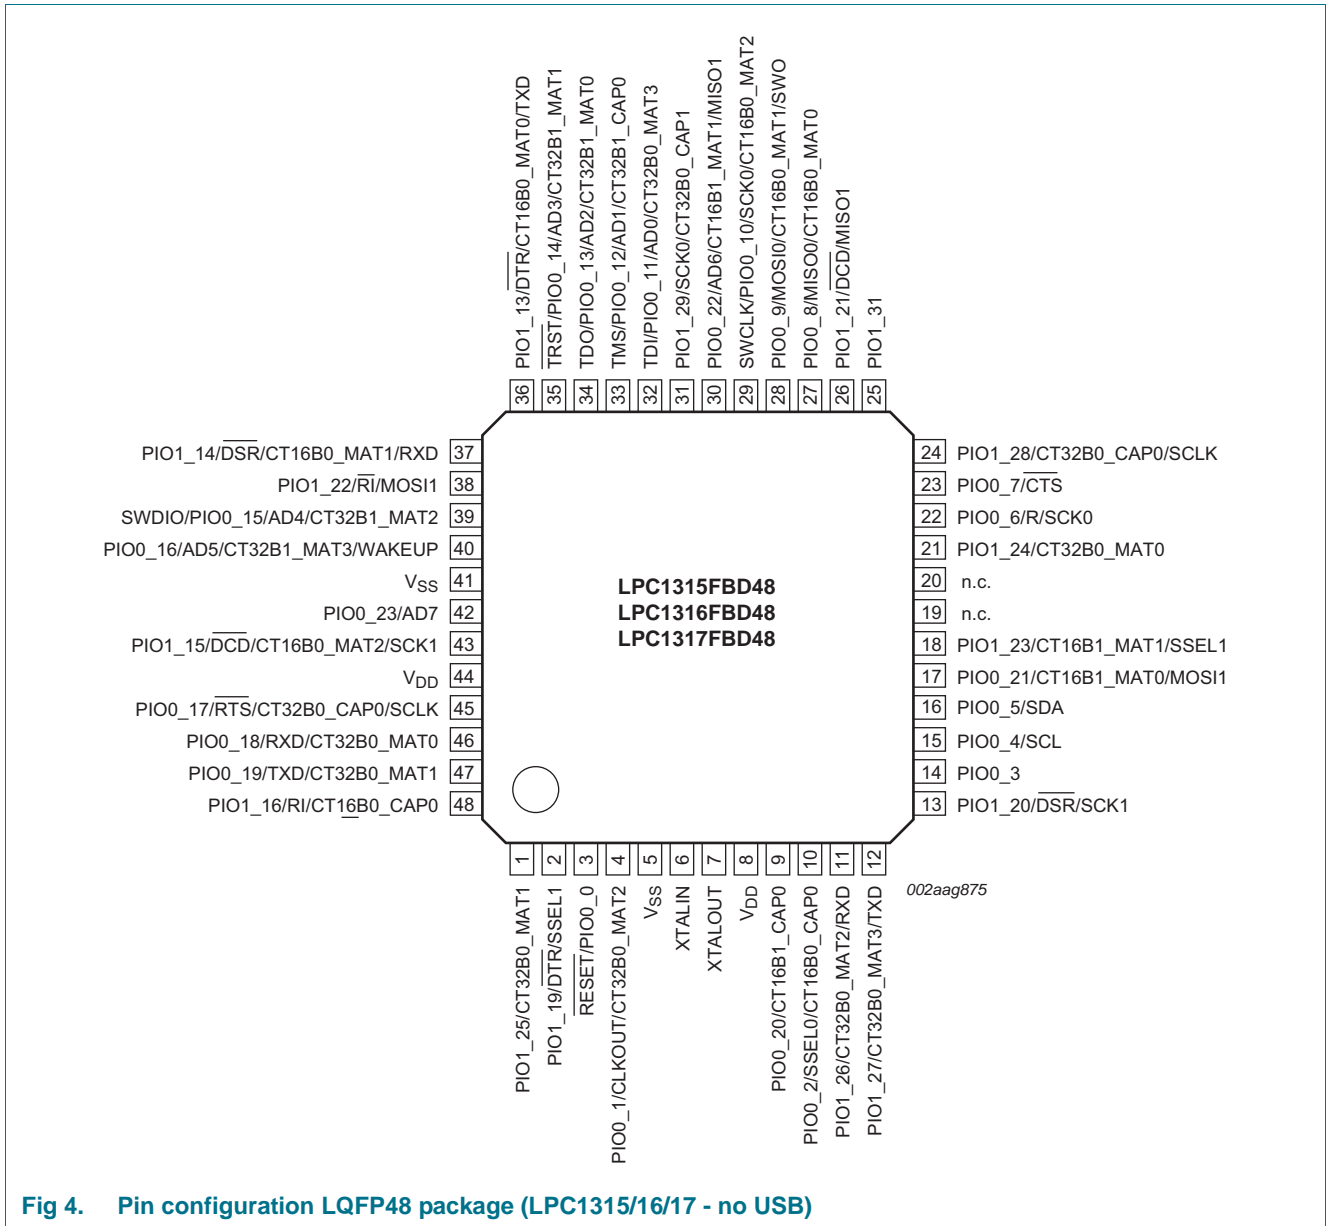 PIO1_13/DTR/CT16B0_MAT0/TXD
TRST/PIO0_14/AD3/CT32B1_MAT1
TDO/PIO0_13/AD2/CT32B1_MAT0
TMS/PIO0_12/AD1/CT32B1_CAP0
TDI/PIO0_11/AD0/CT32B0_MAT3
PIO1_29/SCK0/CT32B0_CAP1
PIO0_22/AD6/CT16B1_MAT1/MISO1
SWCLK/PIO0_10/SCK0/CT16B0_MAT2
PIO0_9/MOSI0/CT16B0_MAT1/SWO
PIO0_8/MISO0/CT16B0_MAT0
PIO1_21/DCD/MISO1
PIO1_31
36 35 34 33 32 31 30 29 28 27 26 25
PIO1_14/DSR/CT16B0_MAT1/RXD 37
PIO1_22/RI/MOSI1 38
SWDIO/PIO0_15/AD4/CT32B1_MAT2 39
PIO0_16/AD5/CT32B1_MAT3/WAKEUP 40
VSS 41
PIO0_23/AD7 42
PIO1_15/DCD/CT16B0_MAT2/SCK1 43
VDD 44
PIO0_17/RTS/CT32B0_CAP0/SCLK 45
PIO0_18/RXD/CT32B0_MAT0 46
PIO0_19/TXD/CT32B0_MAT1 47
PIO1_16/RI/CT16B0_CAP0 48
LPC1315FBD48
LPC1316FBD48
LPC1317FBD48
24 PIO1_28/CT32B0_CAP0/SCLK
23 PIO0_7/CTS
22 PIO0_6/R/SCK0
21 PIO1_24/CT32B0_MAT0
20 n.c.
19 n.c.
18 PIO1_23/CT16B1_MAT1/SSEL1
17 PIO0_21/CT16B1_MAT0/MOSI1
16 PIO0_5/SDA
15 PIO0_4/SCL
14 PIO0_3
13 PIO1_20/DSR/SCK1
1 2 3 4 5 6 7 8 9 10 11 12
PIO1_25/CT32B0_MAT1
PIO1_19/DTR/SSEL1
RESET/PIO0_0
PIO0_1/CLKOUT/CT32B0_MAT2
VSS
XTALIN
XTALOUT
VDD
PIO0_20/CT16B1_CAP0
PIO0_2/SSEL0/CT16B0_CAP0
PIO1_26/CT32B0_MAT2/RXD
PIO1_27/CT32B0_MAT3/TXD
002aag875
Fig 4. Pin configuration LQFP48 package (LPC1315/16/17 - no USB)